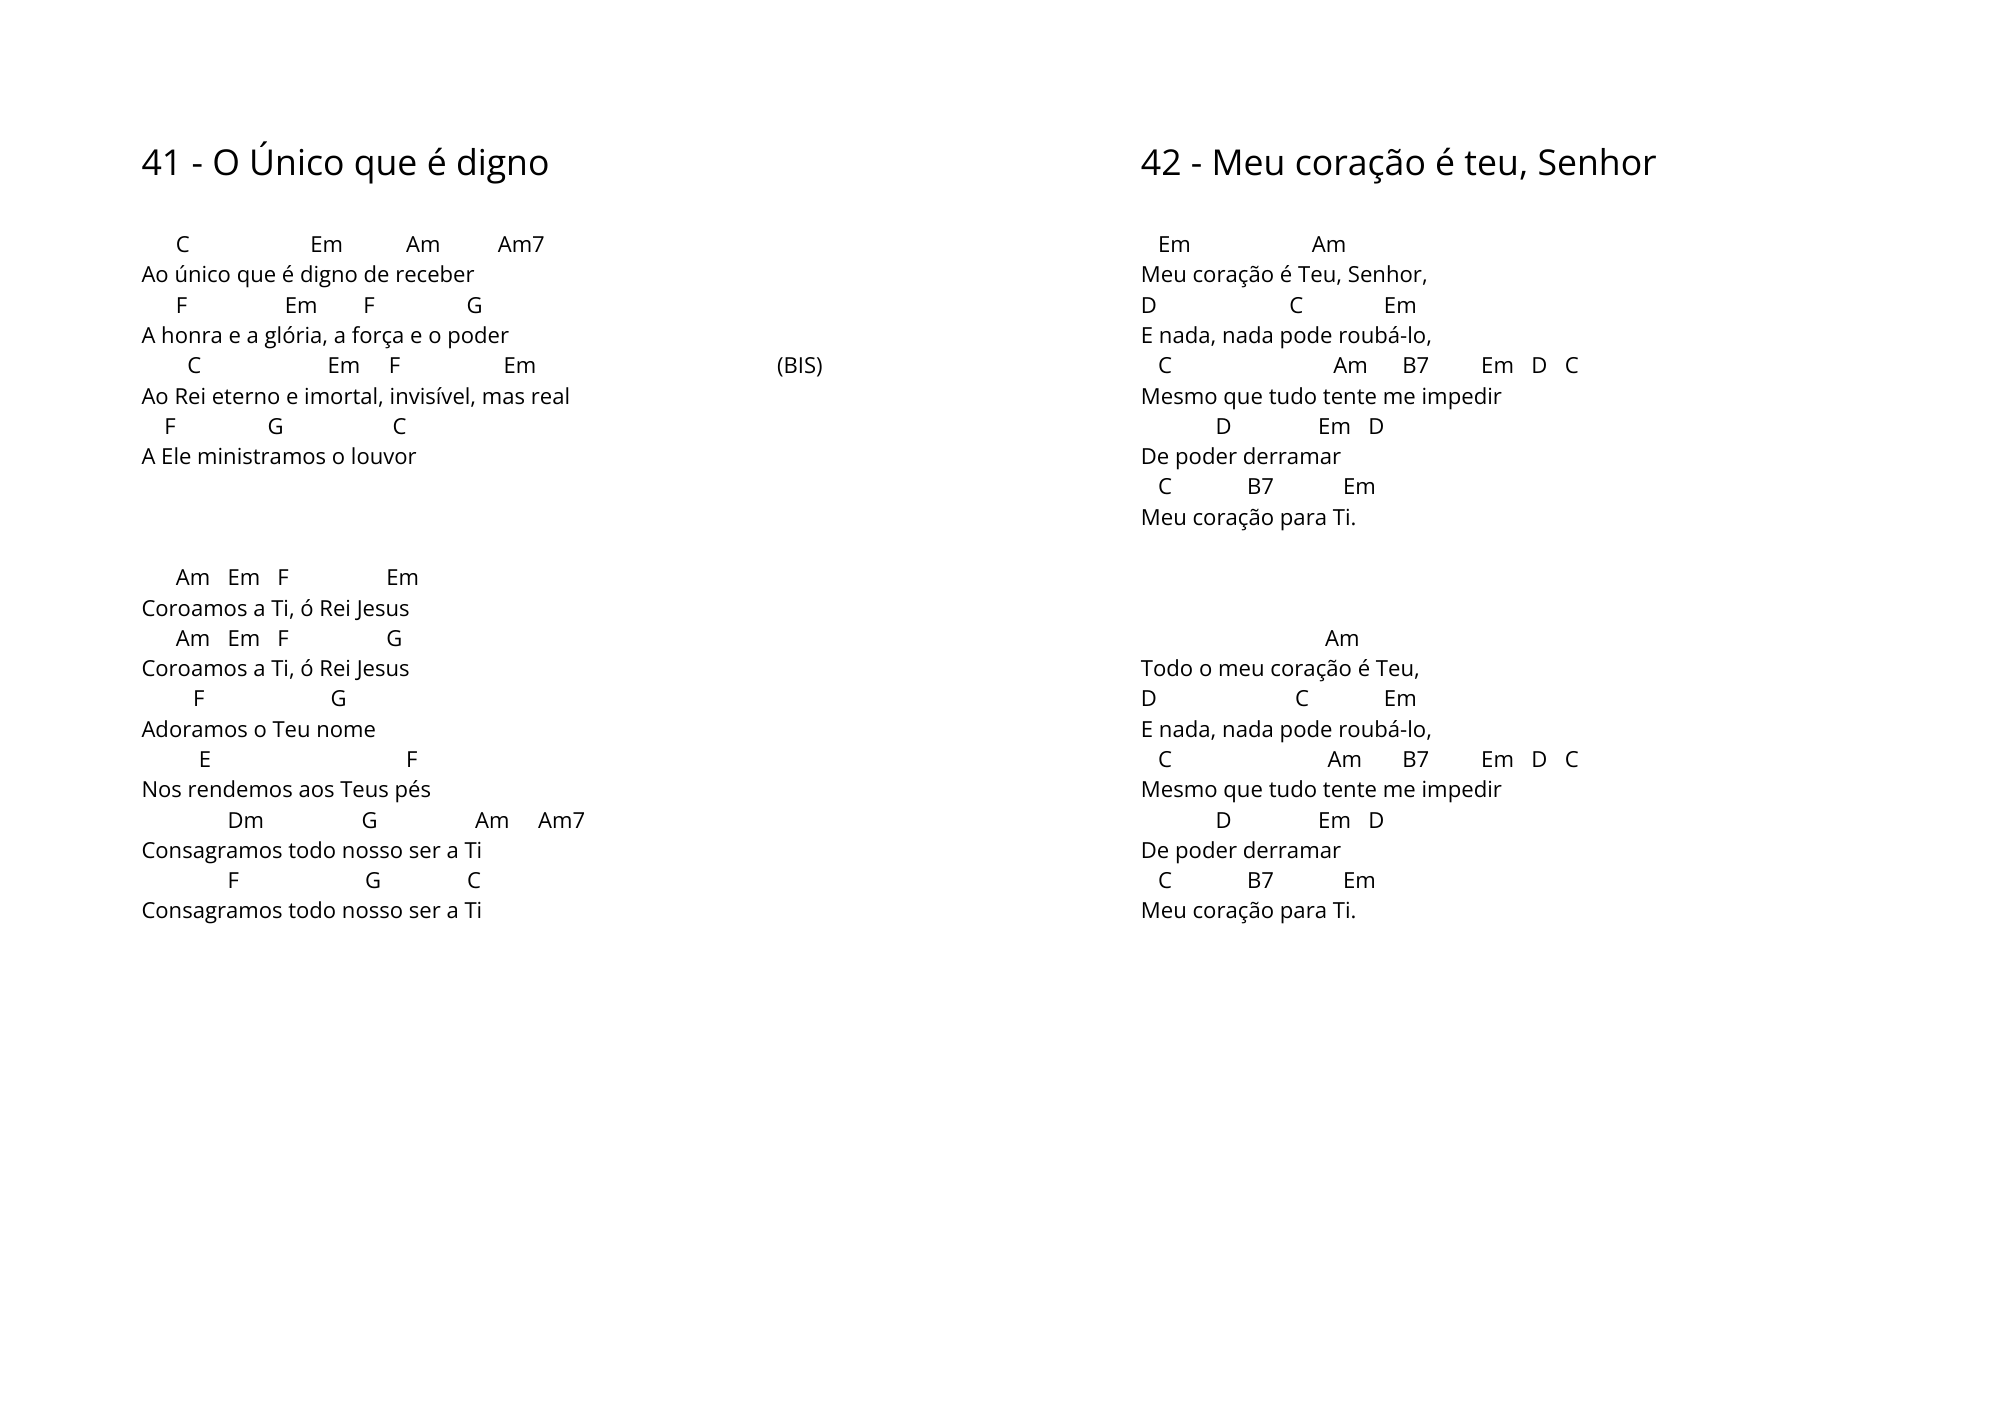 41 - O Único que é digno
C Em Am Am7
Ao único que é digno de receber
F Em F G
A honra e a glória, a força e o poder
C Em F Em (BIS)
Ao Rei eterno e imortal, invisível, mas real
F G C
A Ele ministramos o louvor
Am Em F Em
Coroamos a Ti, ó Rei Jesus
Am Em F G
Coroamos a Ti, ó Rei Jesus
F G
Adoramos o Teu nome
E F
Nos rendemos aos Teus pés
Dm G Am Am7
Consagramos todo nosso ser a Ti
F G C
Consagramos todo nosso ser a Ti
42 - Meu coração é teu, Senhor
Em Am
Meu coração é Teu, Senhor,
D C Em
E nada, nada pode roubá-lo,
C Am B7 Em D C
Mesmo que tudo tente me impedir
D Em D
De poder derramar
C B7 Em
Meu coração para Ti.
Am
Todo o meu coração é Teu,
D C Em
E nada, nada pode roubá-lo,
C Am B7 Em D C
Mesmo que tudo tente me impedir
D Em D
De poder derramar
C B7 Em
Meu coração para Ti.